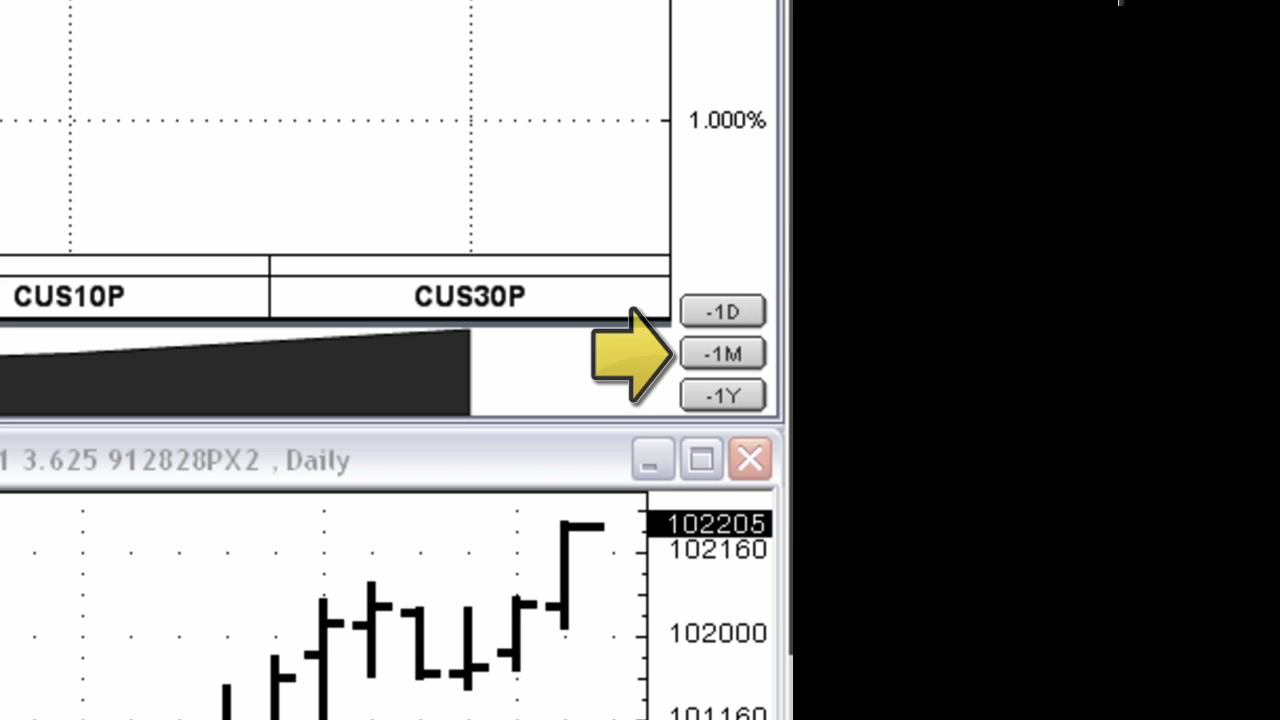 1.000%
CUS10P CUS30P
-1D
-1M
-1Y
1 3.625 912828PX2 , Daily
102205
102160
102000
101160